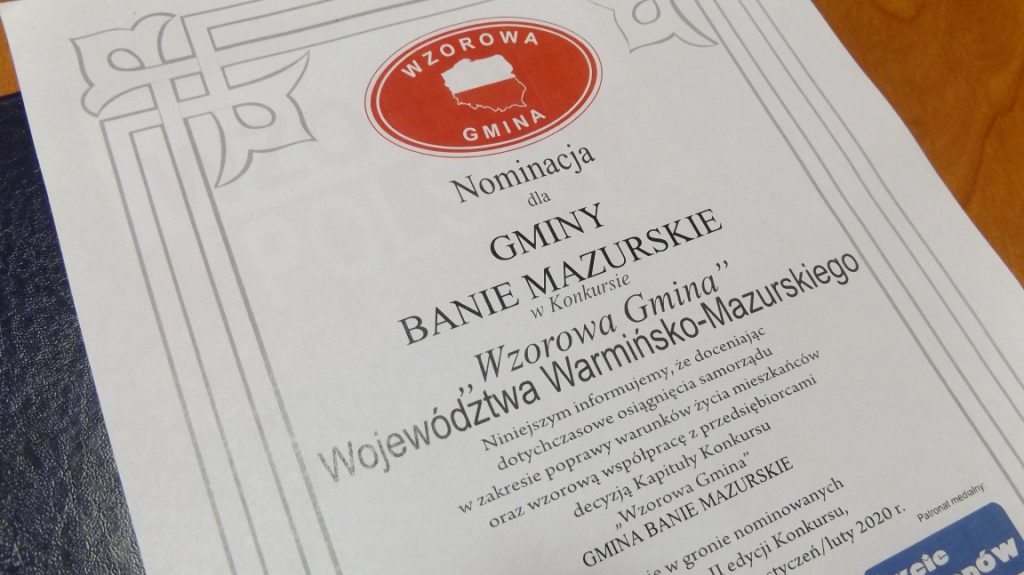 WZOROWA
GMINA
Nominacja
dla
GMINY
BANIE MAZURSKIE
w Konkursie
„Wzorowa Gmina”
Województwa Warmińsko-Mazurskiego
Niniejszym informujemy, że doceniając
dotychczasowe osiągnięcia samorządu
w zakresie poprawy warunków życia mieszkańców
oraz wzorową współpracę z przedsiębiorcami
decyzją Kapituły Konkursu
„Wzorowa Gmina”
GMINA BANIE MAZURSKIE
w gronie nominowanych
II edycji Konkursu,
styczeń/luty 2020 r.
Patronat medialny: